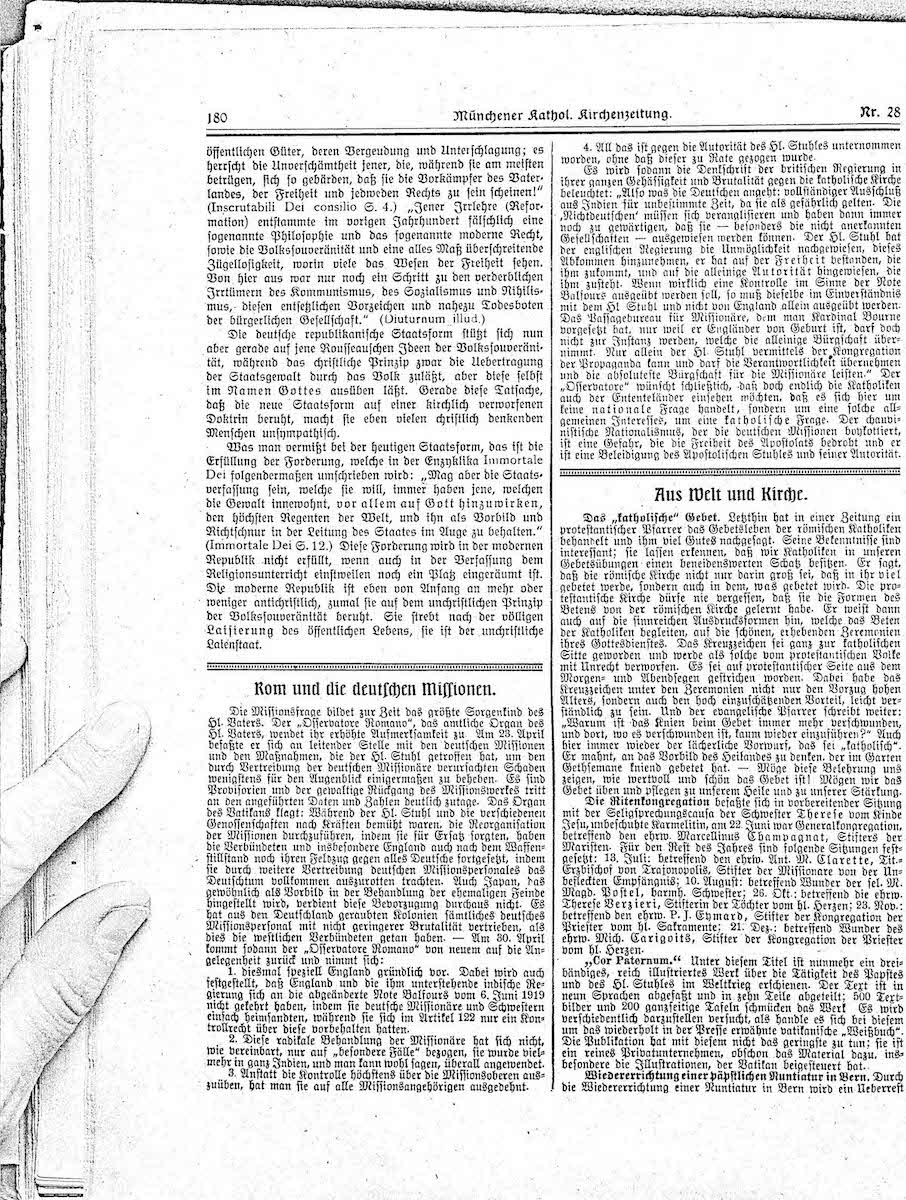 180
Münchener Kathol. Kirchenzeitung.
Nr. 28
öffentlichen Güter, deren Vergeudung und Unterschlagung; es
herrscht die Unverschämtheit jener, die, während sie am meisten
betrügen, sich so gebärden, daß sie die Vorkämpfer des Vater-
landes, der Freiheit und jedweden Rechts zu sein scheinen!“
(Inscrutabili Dei consilio S. 4.) „Jener Irrlehre (Refor-
mation) entstammte im vorigen Jahrhundert fälschlich eine
sogenannte Philosophie und das sogenannte moderne Recht,
sowie die Volkssouveränität und eine alles Maß überschreitende
Zügellosigkeit, worin viele das Wesen der Freiheit sehen.
Von hier aus war nur noch ein Schritt zu den verderblichen
Irrtümern des Kommunismus, des Sozialismus und Nihilis-
mus, diesen entsetzlichen Vorzeichen und nahezu Todesboten
der bürgerlichen Gesellschaft.“ (Diuturnum illud.)
Die deutsche republikanische Staatsform stützt sich nun
aber gerade auf jene Rousseauschen Ideen der Volkssouveräni-
tät, während das christliche Prinzip zwar die Uebertragung
der Staatsgewalt durch das Volk zuläßt, aber diese selbst
im Namen Gottes ausüben läßt. Gerade diese Tatsache,
daß die neue Staatsform auf einer kirchlich verworfenen
Doktrin beruht, macht sie eben vielen christlich denkenden
Menschen unsympathisch.
Was man vermißt bei der heutigen Staatsform, das ist die
Erfüllung der Forderung, welche in der Enzyklika Immortale
Dei folgendermaßen umschrieben wird: „Mag aber die Staats-
verfassung sein, welche sie will, immer haben jene, welchen
die Gewalt innewohnt, vor allem auf Gott hinzuwirken,
den höchsten Regenten der Welt, und ihn als Vorbild und
Richtschnur in der Leitung des Staates im Auge zu behalten.“
(Immortale Dei S. 12.) Diese Forderung wird in der modernen
Republik nicht erfüllt, wenn auch in der Verfassung dem
Religionsunterricht einstweilen noch ein Platz eingeräumt ist.
Die moderne Republik ist eben von Anfang an mehr oder
weniger antichristlich, zumal sie auf dem unchristlichen Prinzip
der Volkssouveränität beruht. Sie strebt nach der völligen
Laisierung des öffentlichen Lebens, sie ist der unchristliche
Laienstaat.
Rom und die deutschen Missionen.
Die Missionsfrage bildet zur Zeit das größte Sorgenkind des
Hl. Vaters. Der „Osservatore Romano“, das amtliche Organ des
Hl. Vaters, wendet ihr erhöhte Aufmerksamkeit zu. Am 23. April
befaßte er sich an leitender Stelle mit den deutschen Missionen
und den Maßnahmen, die der Hl. Stuhl getroffen hat, um den
durch Vertreibung der deutschen Missionäre verursachten Schaden
wenigstens für den Augenblick einigermaßen zu beheben. Es sind
Provisorien und der gewaltige Rückgang des Missionswerkes tritt
an den angeführten Daten und Zahlen deutlich zutage. Das Organ
des Vatikans klagt: Während der Hl. Stuhl und die verschiedenen
Genossenschaften nach Kräften bemüht waren, die Reorganisation
der Missionen durchzuführen, indem sie für Ersatz sorgten, haben
die Verbündeten und insbesondere England auch nach dem Waffen-
stillstand noch ihren Feldzug gegen alles Deutsche fortgesetzt, indem
sie durch weitere Vertreibung deutschen Missionspersonales das
Deutschtum vollkommen auszurotten trachten. Auch Japan, das
gewöhnlich als Vorbild in der Behandlung der ehemaligen Feinde
hingestellt wird, verdient diese Bevorzugung durchaus nicht. Es
hat aus den Deutschland geraubten Kolonien sämtliches deutsches
Missionspersonal mit nicht geringerer Brutalität vertrieben, als
dies die westlichen Verbündeten getan haben. — Am 30. April
kommt sodann der „Osservatore Romano“ von neuem auf die An-
gelegenheit zurück und nimmt sich:
1. diesmal speziell England gründlich vor. Dabei wird auch
festgestellt, daß England und die ihm unterstehende indische Re-
gierung sich an die abgeänderte Note Balfours vom 6. Juni 1919
nicht gekehrt haben, indem sie deutsche Missionäre und Schwestern
einfach heimsandten, während sie sich im Artikel 122 nur ein Kon-
trollrecht über diese vorbehalten hatten.
2. Diese radikale Behandlung der Missionäre hat sich nicht,
wie vereinbart, nur auf „besondere Fälle“ bezogen, sie wurde viel-
mehr in ganz Indien, und man kann wohl sagen, überall angewendet.
3. Anstatt die Kontrolle höchstens über die Missionsoberen aus-
zuüben, hat man sie auf alle Missionsangehörigen ausgedehnt.
4. All das ist gegen die Autorität des Hl. Stuhles unternommen
worden, ohne daß dieser zu Rate gezogen wurde.
Es wird sodann die Denkschrift der britischen Regierung in
ihrer ganzen Gehässigkeit und Brutalität gegen die katholische Kirche
beleuchtet: „Also was die Deutschen angeht: vollständiger Ausschluß
aus Indien für unbestimmte Zeit, da sie als gefährlich gelten. Die
‚Nichtdeutschen‘ müssen sich veranglisieren und haben dann immer
noch zu gewärtigen, daß sie — besonders die nicht anerkannten
Gesellschaften — ausgewiesen werden können. Der Hl. Stuhl hat
der englischen Regierung die Unmöglichkeit nachgewiesen, dieses
Abkommen hinzunehmen, er hat auf der Freiheit bestanden, die
ihm zukommt, und auf die alleinige Autorität hingewiesen, die
ihm zusteht. Wenn wirklich eine Kontrolle im Sinne der Note
Balfours ausgeübt werden soll, so muß dieselbe im Einverständnis
mit dem Hl. Stuhl und nicht von England allein ausgeübt werden.
Das Passagebureau für Missionäre, dem man Kardinal Bourne
vorgesetzt hat, nur weil er Engländer von Geburt ist, darf doch
nicht zur Instanz werden, welche die alleinige Bürgschaft über-
nimmt. Nur allein der Hl. Stuhl vermittels der Kongregation
der Propaganda kann und darf die Verantwortlichkeit übernehmen
und die absoluteste Bürgschaft für die Missionäre leisten.“ Der
„Osservatore“ wünscht schließlich, daß doch endlich die Katholiken
auch der Ententeländer einsehen möchten, daß es sich hier um
keine nationale Frage handelt, sondern um eine solche all-
gemeinen Interesses, um eine katholische Frage. Der chauvi-
nistische Nationalismus, der die deutschen Missionen boykottiert,
ist eine Gefahr, die die Freiheit des Apostolats bedroht und er
ist eine Beleidigung des Apostolischen Stuhles und seiner Autorität.
Aus Welt und Kirche.
Das „katholische“ Gebet. Letzthin hat in einer Zeitung ein
protestantischer Pfarrer das Gebetsleben der römischen Katholiken
behandelt und ihm viel Gutes nachgesagt. Seine Bekenntnisse sind
interessant; sie lassen erkennen, daß wir Katholiken in unseren
Gebetsübungen einen beneidenswerten Schatz besitzen. Er sagt,
daß die römische Kirche nicht nur darin groß sei, daß in ihr viel
gebetet werde, sondern auch in dem, was gebetet wird. Die pro-
testantische Kirche dürfe nie vergessen, daß sie die Formen des
Betens von der römischen Kirche gelernt habe. Er weist dann
auch auf die sinnreichen Ausdrucksformen hin, welche das Beten
der Katholiken begleiten, auf die schönen, erhebenden Zeremonien
ihres Gottesdienstes. Das Kreuzzeichen sei ganz zur katholischen
Sitte geworden und werde als solche vom protestantischen Volke
mit Unrecht verworfen. Es sei auf protestantischer Seite aus dem
Morgen- und Abendsegen gestrichen worden. Dabei habe das
Kreuzzeichen unter den Zeremonien nicht nur den Vorzug hohen
Alters, sondern auch den hoch einzuschätzenden Vorteil, leicht ver-
ständlich zu sein. Und der evangelische Pfarrer schreibt weiter:
„Warum ist das Knien beim Gebet immer mehr verschwunden,
und dort, wo es verschwunden ist, kaum wieder einzuführen?“ Auch
hier immer wieder der lächerliche Vorwurf, das sei „katholisch“.
Er mahnt, an das Vorbild des Heilandes zu denken, der im Garten
Gethsemane kniend gebetet hat. — Möge diese Belehrung uns
zeigen, wie wertvoll und schön das Gebet ist! Mögen wir das
Gebet üben und pflegen zu unserem Heile und zu unserer Stärkung.
Die Ritenkongregation befaßte sich in vorbereitender Sitzung
mit der Seligsprechungscausa der Schwester Therese vom Kinde
Jesu, unbeschuhte Karmelitin, am 22. Juni war Generalkongregation,
betreffend den ehrw. Marcellinus Champagnat, Stifters der
Maristen. Für den Rest des Jahres sind folgende Sitzungen fest-
gesetzt: 13. Juli: betreffend den ehrw. Ant. M. Clarette, Tit.-
Erzbischof von Trajonopolis, Stifter der Missionare von der Un-
befleckten Empfängnis; 10. August: betreffend Wunder der sel. M.
Magd. Postel, barmh. Schwester; 26. Okt.: betreffend die ehrw.
Therese Verzieri, Stifterin der Töchter vom hl. Herzen; 23. Nov.:
betreffend den ehrw. P. J. Eymard, Stifter der Kongregation der
Priester vom hl. Sakramente; 21. Dez.: betreffend Wunder des
ehrw. Mich. Carigoits, Stifter der Kongregation der Priester
vom hl. Herzen.
„Cor Paternum.“ Unter diesem Titel ist nunmehr ein drei-
bändiges, reich illustriertes Werk über die Tätigkeit des Papstes
und des Hl. Stuhles im Weltkrieg erschienen. Der Text ist in
neun Sprachen abgefaßt und in zehn Teile abgeteilt; 500 Text-
bilder und 200 ganzseitige Tafeln schmücken das Werk. Es wird
verschiedentlich darzustellen versucht, als handle es sich bei diesem
um das wiederholt in der Presse erwähnte vatikanische „Weißbuch“.
Die Publikation hat mit diesem nicht das geringste zu tun; sie ist
ein reines Privatunternehmen, obschon das Material dazu, ins-
besondere die Illustrationen, der Vatikan beigesteuert hat.
Wiedererrichtung einer päpstlichen Nuntiatur in Bern. Durch
die Wiedererrichtung einer Nuntiatur in Bern wird ein Ueberrest